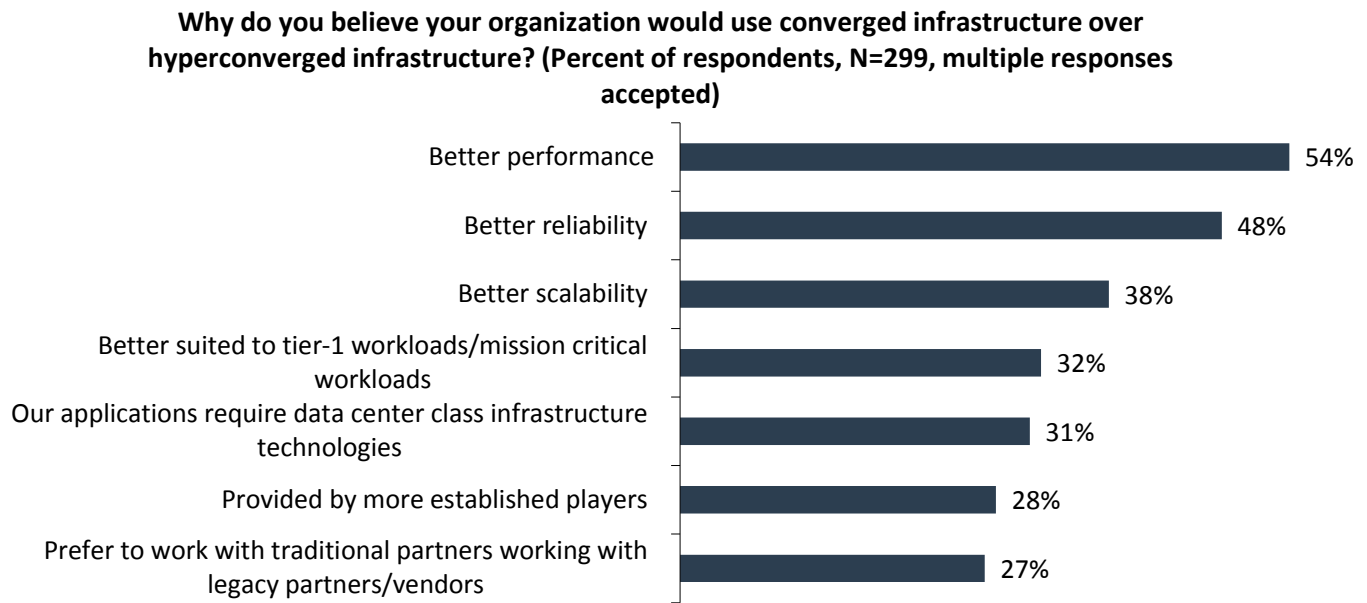 Why do you believe your organization would use converged infrastructure over
hyperconverged infrastructure? (Percent of respondents, N=299, multiple responses
accepted)
Better performance 54%
Better reliability 48%
Better scalability 38%
Better suited to tier-1 workloads/mission critical
workloads 32%
Our applications require data center class infrastructure
technologies 31%
Provided by more established players 28%
Prefer to work with traditional partners working with
legacy partners/vendors 27%